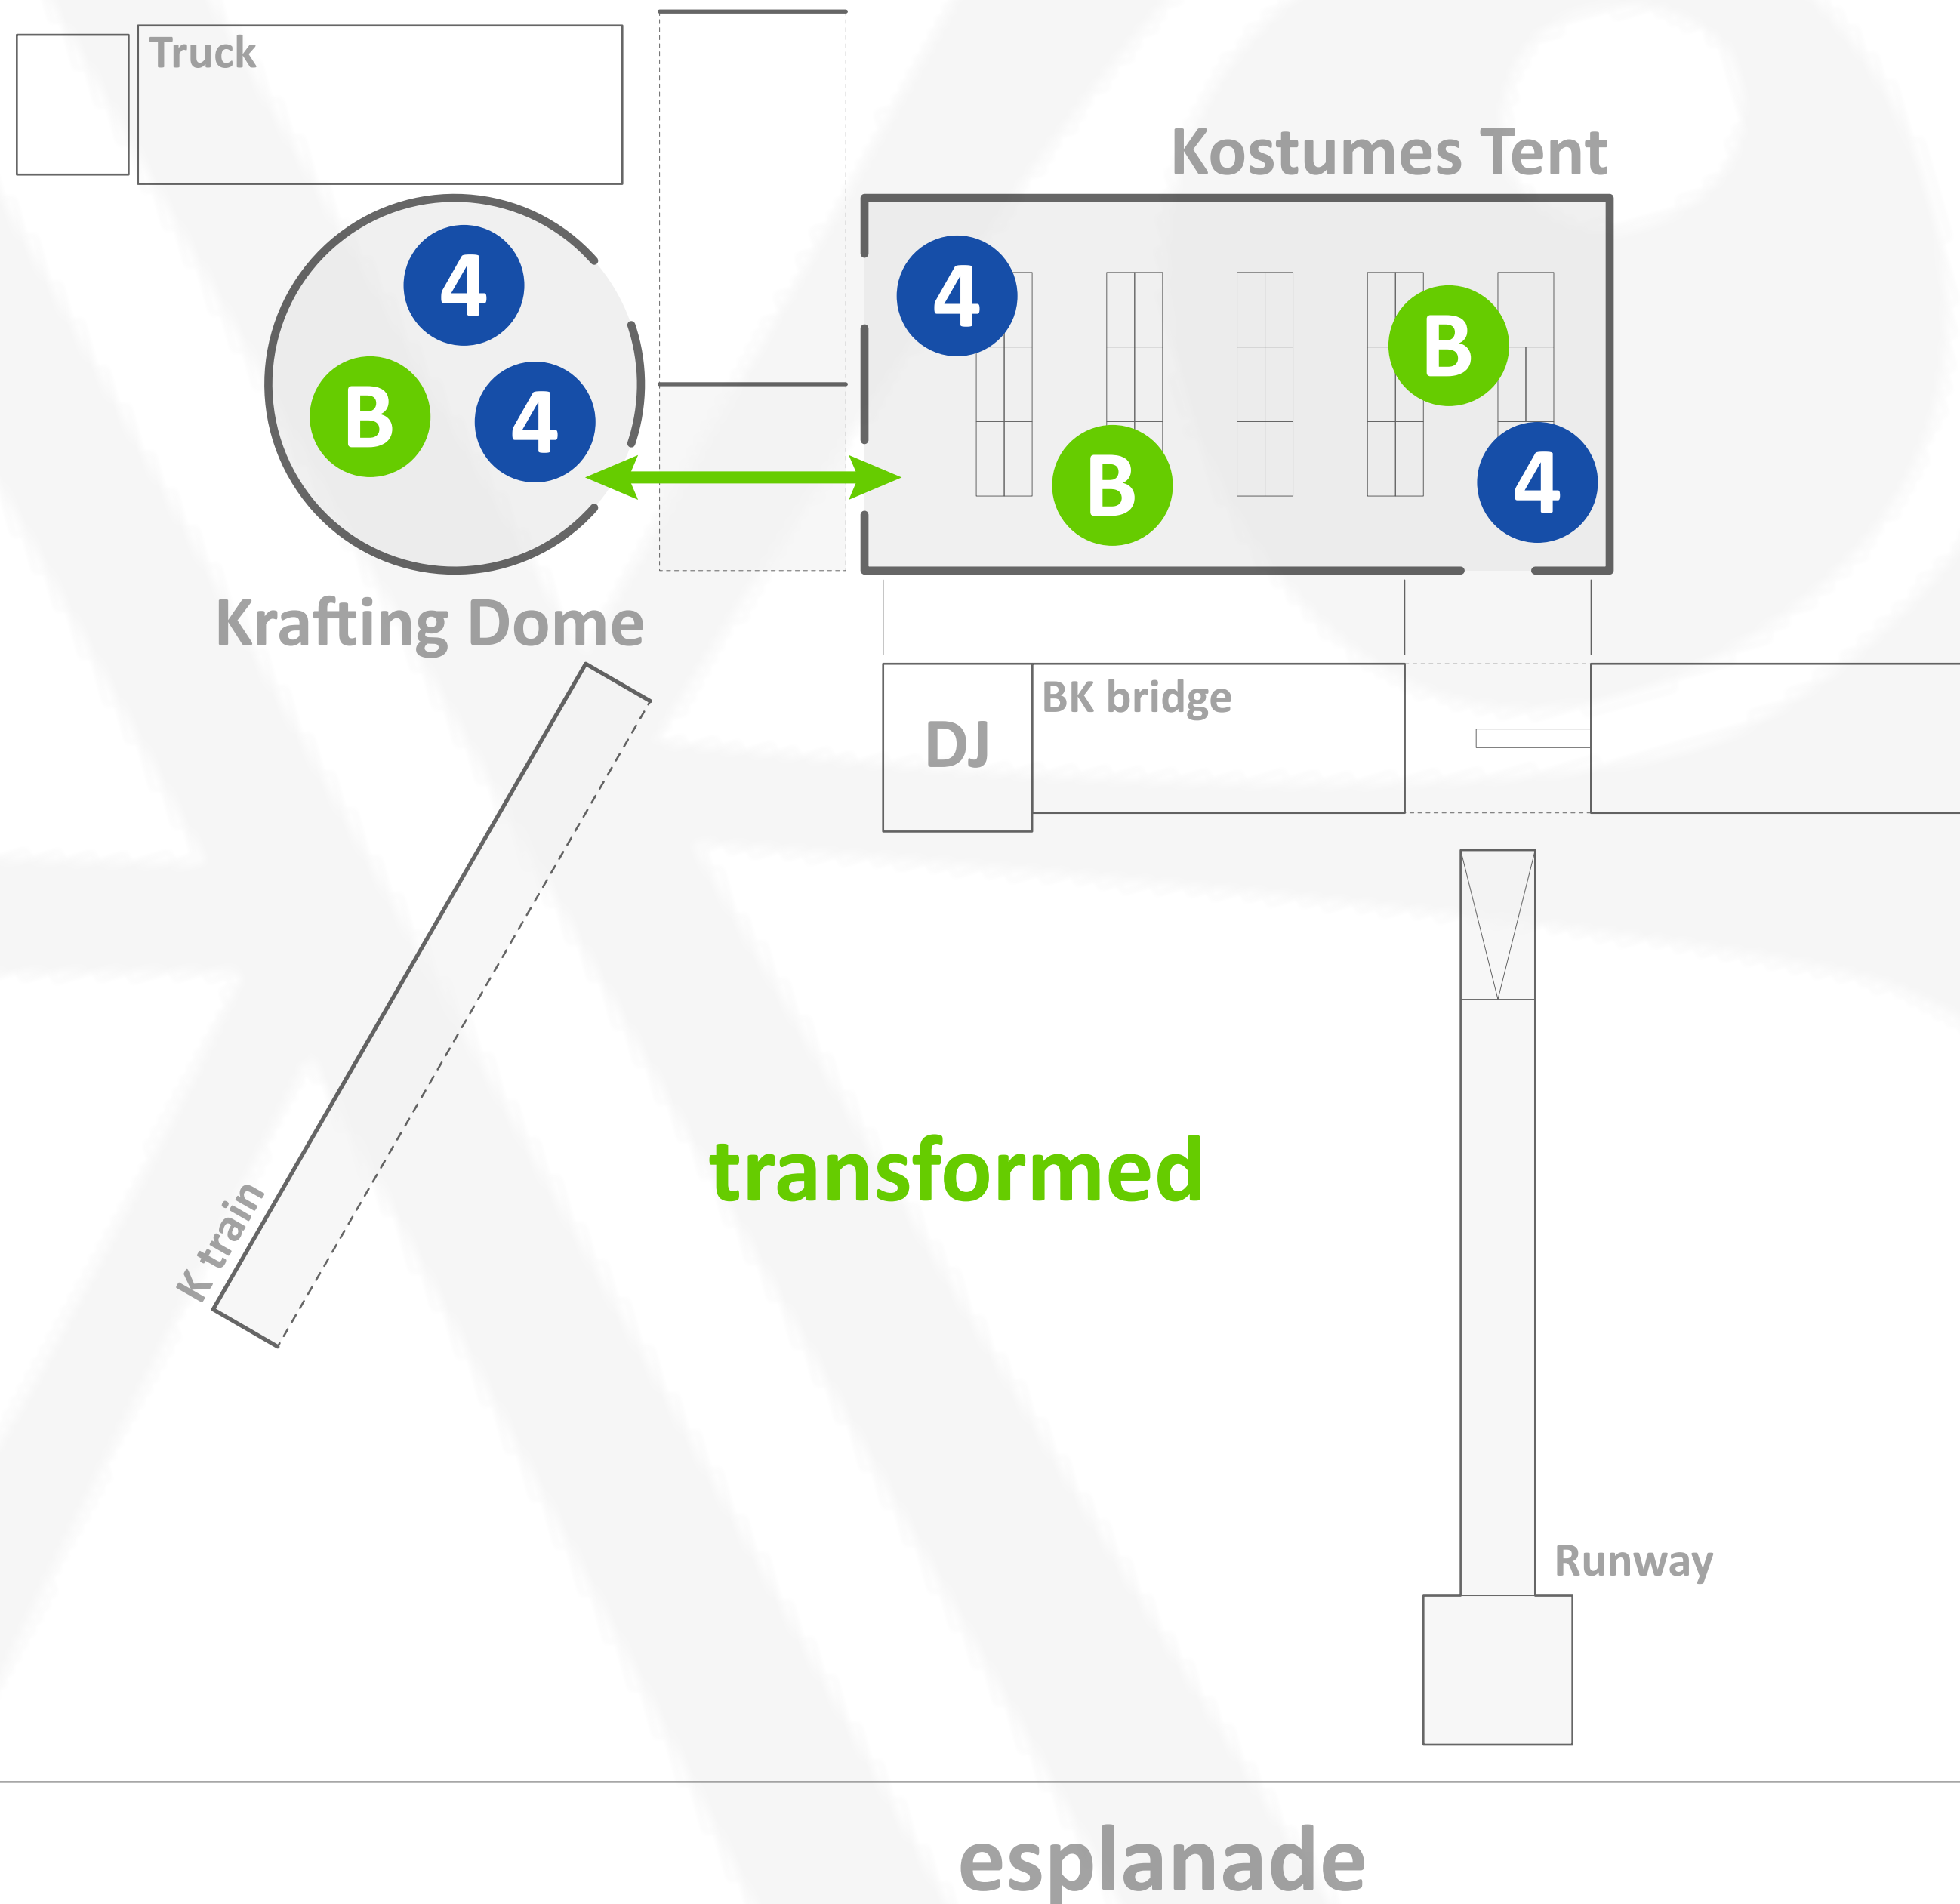 Truck
Kostumes Tent
4
4
B
B
4
B
4
Krafting Dome
BK bridge
DJ
transformed
K train
Runway
esplanade